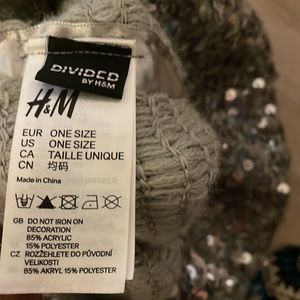 DIVIDED
BY H&M
H&M
EUR ONE SIZE
US ONE SIZE
CA TAILLE UNIQUE
CN 均码
Made in China
GB DO NOT IRON ON
DECORATION
85% ACRYLIC
15% POLYESTER
CZ ROZŽEHLETE DO PŮVODNÍ
VELIKOSTI
85% AKRYL 15% POLYESTER